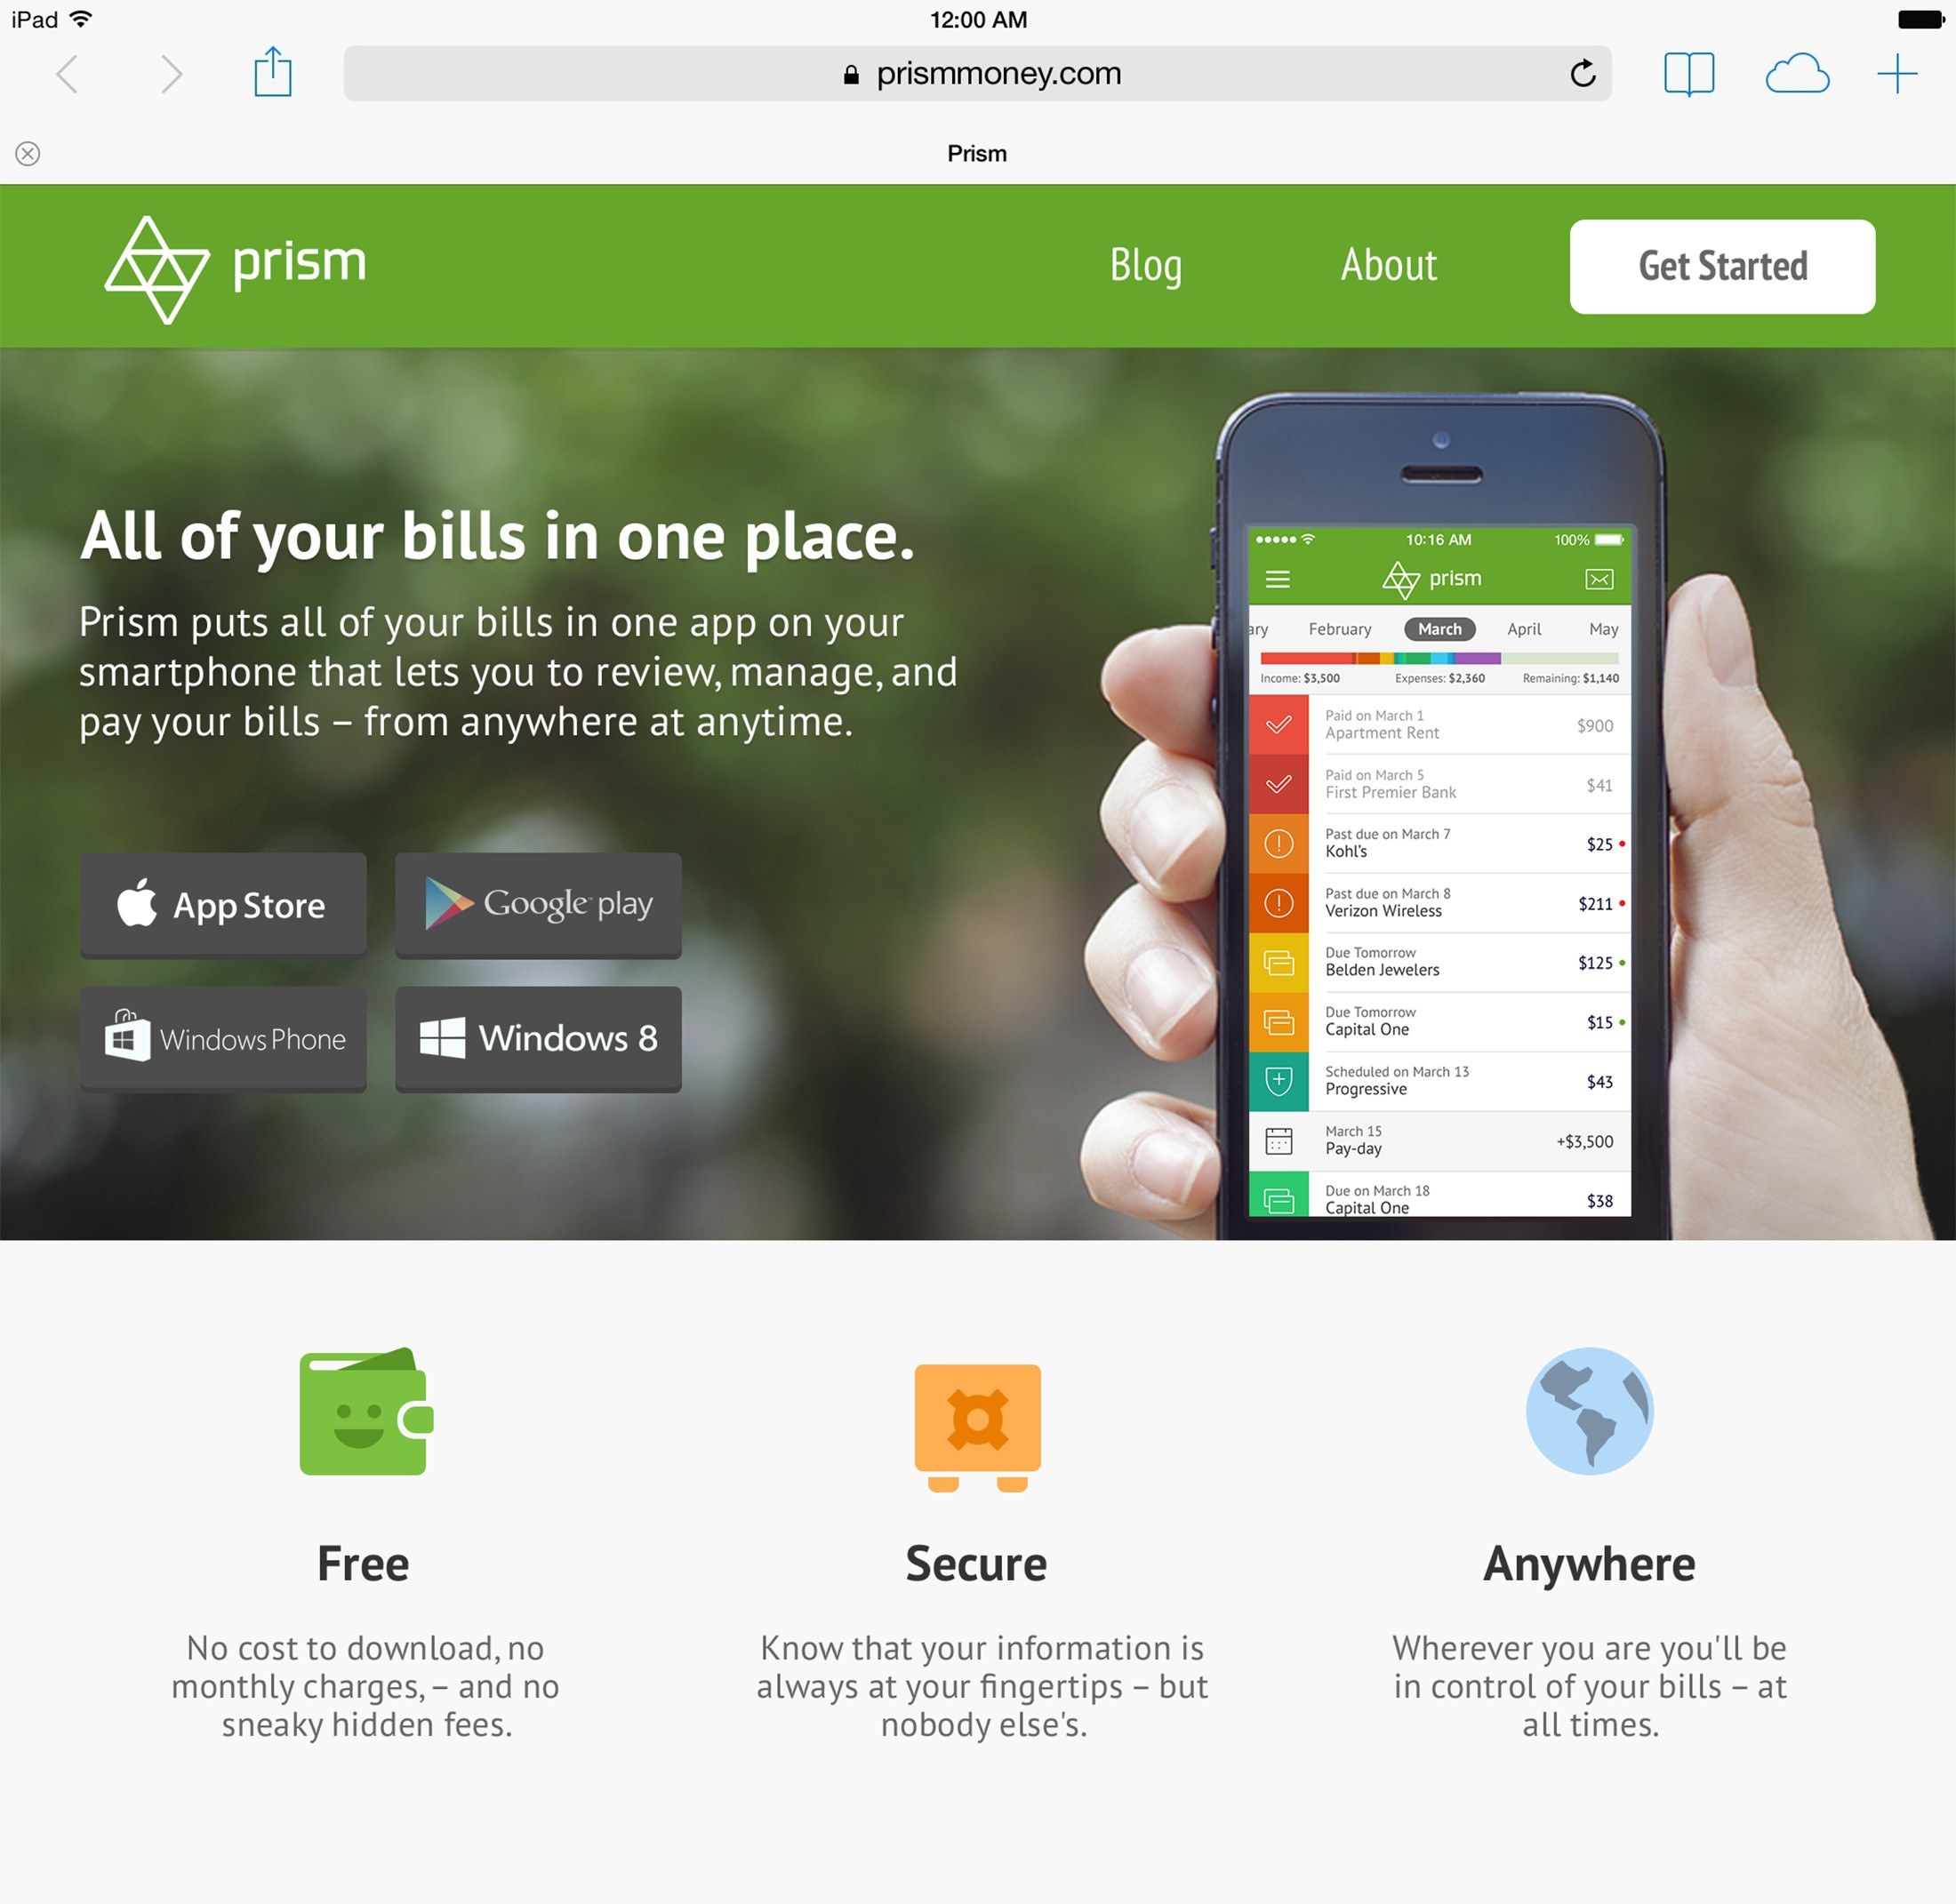 iPad 12:00 AM
prismmoney.com
Prism
prism Blog About Get Started
All of your bills in one place.
Prism puts all of your bills in one app on your
smartphone that lets you to review, manage, and
pay your bills – from anywhere at anytime.
App Store
Google play
Windows Phone
Windows 8
10:16 AM 100%
prism
ary February March April May
Income: $3,500 Expenses: $2,360 Remaining: $1,140
Paid on March 1
Apartment Rent $900
Paid on March 5
First Premier Bank $41
Past due on March 7
Kohl's $25
Past due on March 8
Verizon Wireless $211
Due Tomorrow
Belden Jewelers $125
Due Tomorrow
Capital One $15
Scheduled on March 13
Progressive $43
March 15
Pay-day +$3,500
Due on March 18
Capital One $38
Free
No cost to download, no
monthly charges, – and no
sneaky hidden fees.
Secure
Know that your information is
always at your fingertips – but
nobody else's.
Anywhere
Wherever you are you'll be
in control of your bills – at
all times.